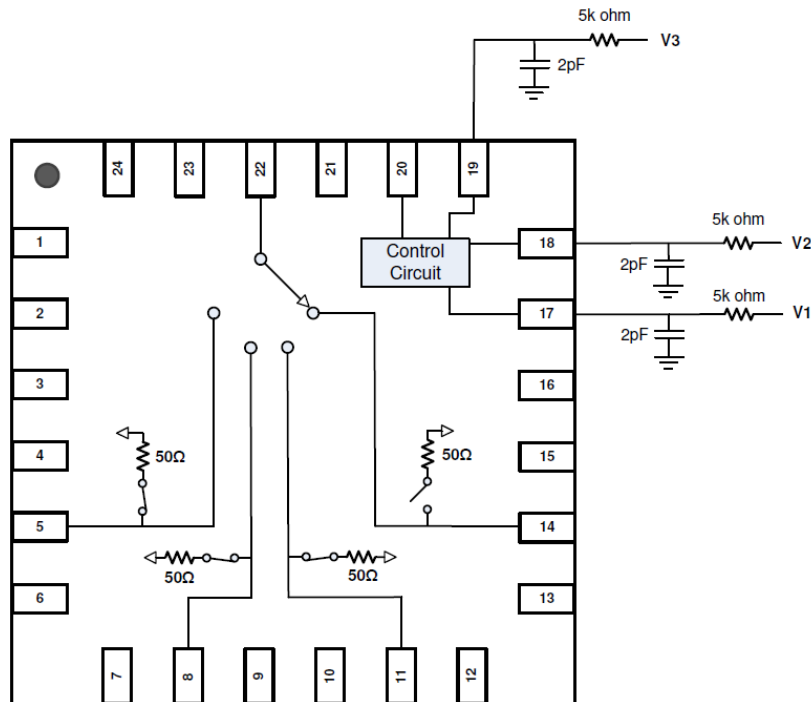 5k ohm
V3
2pF
24
23
22
21
20
19
1
18
5k ohm
V2
Control
Circuit
2pF
2
17
5k ohm
V1
2pF
3
16
4
50Ω
50Ω
15
5
14
50Ω
50Ω
6
13
7
8
9
10
11
12